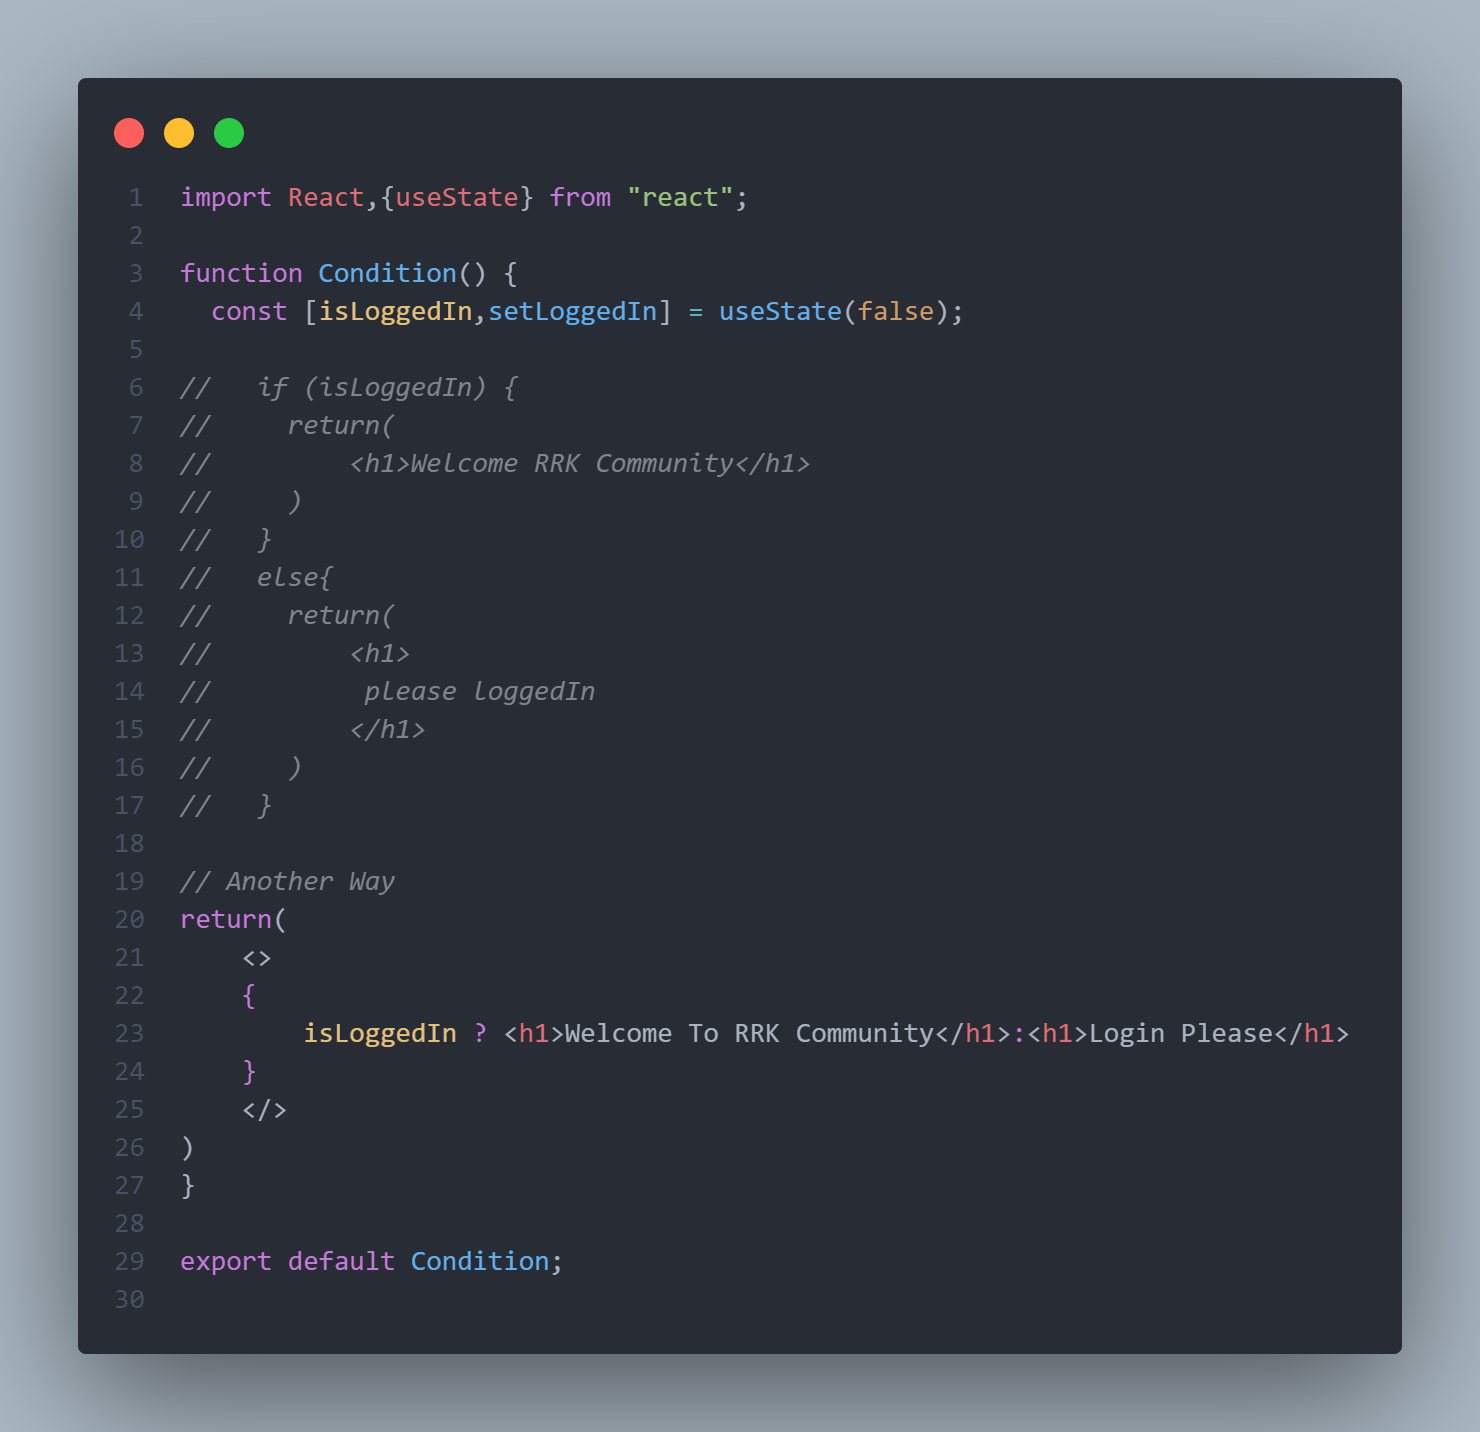 1 import React,{useState} from "react";
2
3 function Condition() {
4   const [isLoggedIn,setLoggedIn] = useState(false);
5
6 //   if (isLoggedIn) {
7 //     return(
8 //         <h1>Welcome RRK Community</h1>
9 //     )
10 //   }
11 //   else{
12 //     return(
13 //         <h1>
14 //          please loggedIn
15 //         </h1>
16 //     )
17 //   }
18
19 // Another Way
20 return(
21     <>
22     {
23         isLoggedIn ? <h1>Welcome To RRK Community</h1>:<h1>Login Please</h1>
24     }
25     </>
26 )
27 }
28
29 export default Condition;
30